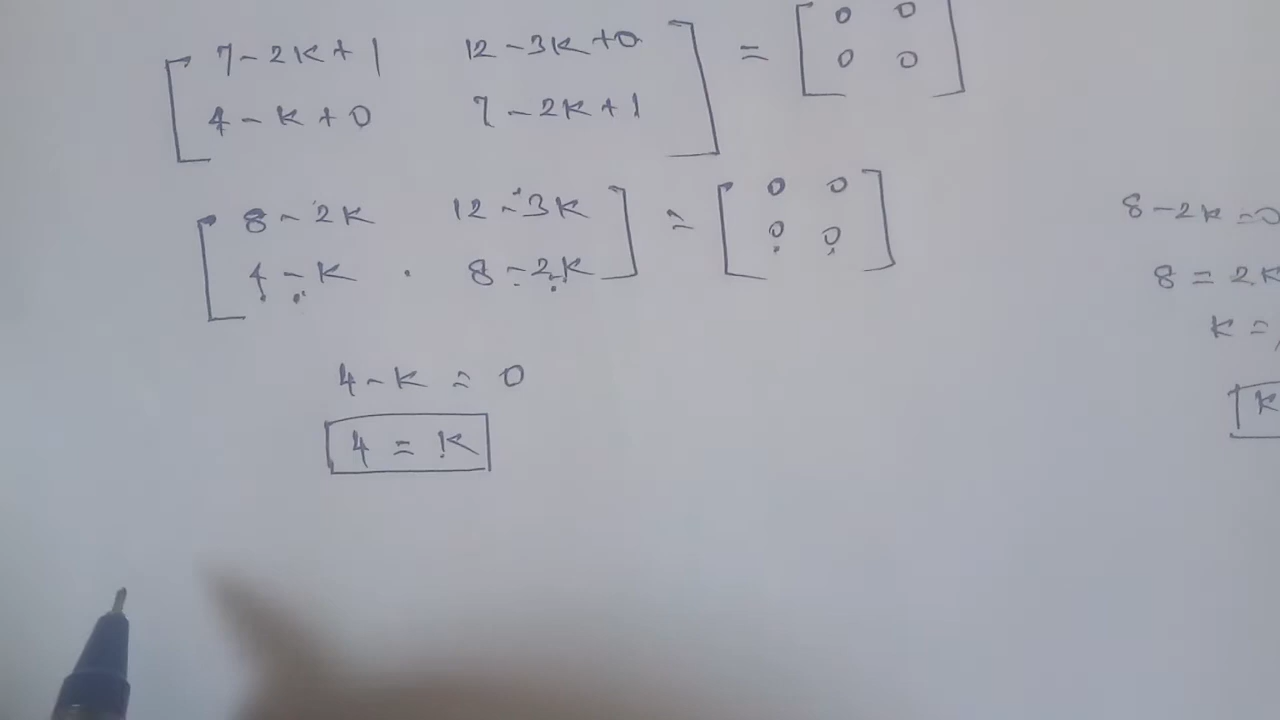 7-2K+1 12-3K+0 = 0 0
4-K+0 7-2K+1 0 0
8-2K 12-3K = 0 0
4-K . 8-2K 0 0
4-K = 0
4 = K
8-2K=0
8 = 2K
K =
K